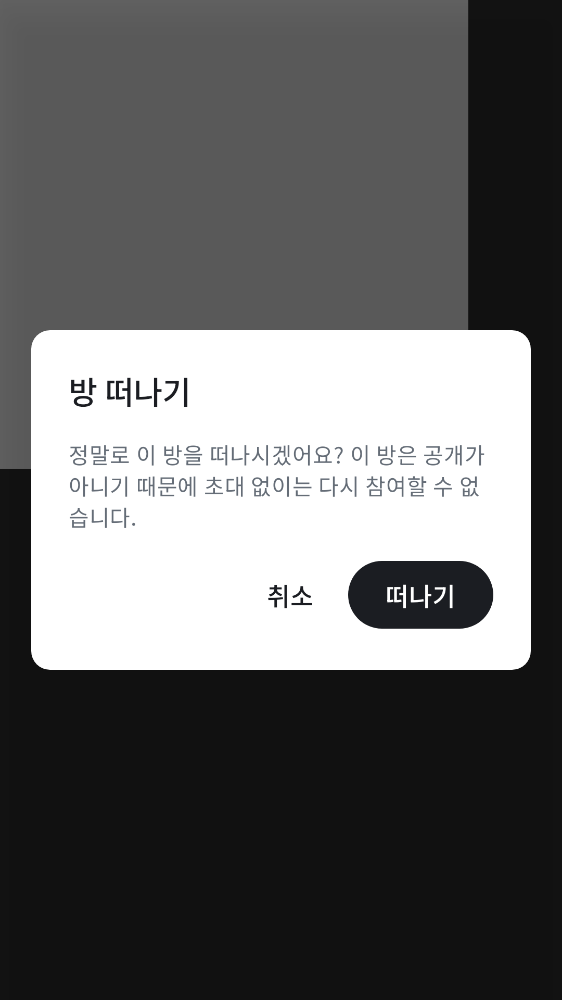 방 떠나기
정말로 이 방을 떠나시겠어요? 이 방은 공개가
아니기 때문에 초대 없이는 다시 참여할 수 없
습니다.
취소
떠나기